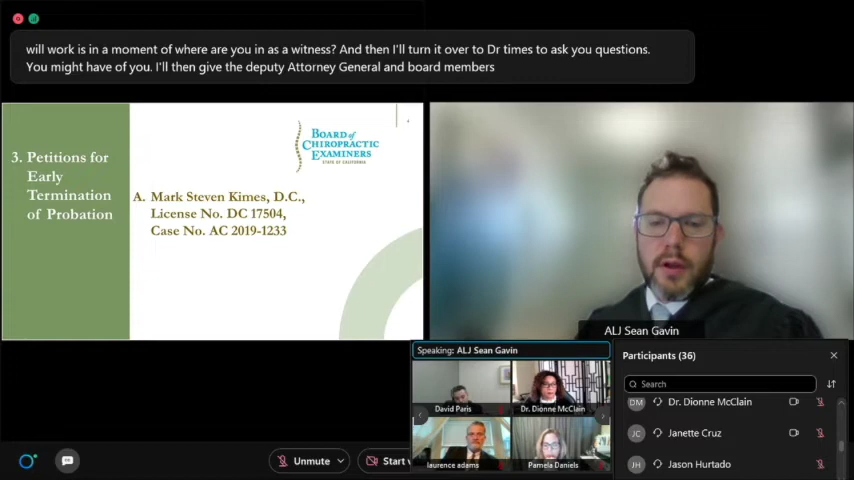 will work is in a moment of where are you in as a witness? And then I'll turn it over to Dr times to ask you questions.
You might have of you. I'll then give the deputy Attorney General and board members
3. Petitions for
Early
Termination
of Probation
BOARD of
CHIROPRACTIC
EXAMINERS
STATE OF CALIFORNIA
A. Mark Steven Kimes, D.C.,
License No. DC 17504,
Case No. AC 2019-1233
ALJ Sean Gavin
Speaking: ALJ Sean Gavin
David Paris
Dr. Dionne McClain
laurence adams
Pamela Daniels
Participants (36)
Search
DM Dr. Dionne McClain
JC Janette Cruz
JH Jason Hurtado
Unmute
Start v